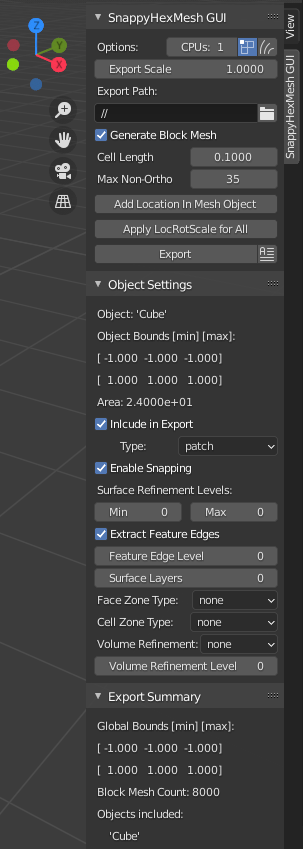 Z
Y
X
View
SnappyHexMesh GUI
SnappyHexMesh GUI
Options: CPUs: 1
Export Scale 1.0000
Export Path:
//
Generate Block Mesh
Cell Length 0.1000
Max Non-Ortho 35
Add Location In Mesh Object
Apply LocRotScale for All
Export
Object Settings
Object: 'Cube'
Object Bounds [min] [max]:
[ -1.000 -1.000 -1.000]
[ 1.000 1.000 1.000]
Area: 2.4000e+01
Inlcude in Export
Type: patch
Enable Snapping
Surface Refinement Levels:
Min 0 Max 0
Extract Feature Edges
Feature Edge Level 0
Surface Layers 0
Face Zone Type: none
Cell Zone Type: none
Volume Refinement: none
Volume Refinement Level 0
Export Summary
Global Bounds [min] [max]:
[ -1.000 -1.000 -1.000]
[ 1.000 1.000 1.000]
Block Mesh Count: 8000
Objects included:
'Cube'